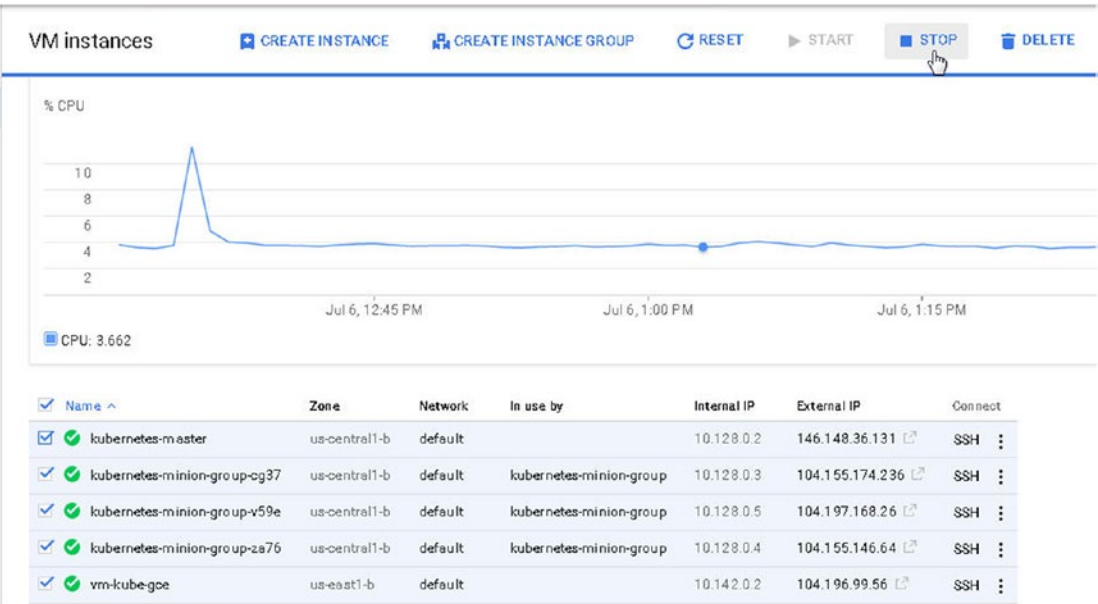 VM instances CREATE INSTANCE CREATE INSTANCE GROUP RESET START STOP DELETE
% CPU
10
8
6
4
2
Jul 6, 12:45 PM Jul 6, 1:00 PM Jul 6, 1:15 PM
CPU: 3.662
Name Zone Network In use by Internal IP External IP Connect
kubernetes-master us-central1-b default 10.128.0.2 146.148.36.131 SSH
kubernetes-minion-group-cg37 us-central1-b default kubernetes-minion-group 10.128.0.3 104.155.174.236 SSH
kubernetes-minion-group-v59e us-central1-b default kubernetes-minion-group 10.128.0.5 104.197.168.26 SSH
kubernetes-minion-group-za76 us-central1-b default kubernetes-minion-group 10.128.0.4 104.155.146.64 SSH
vm-kube-gce us-east1-b default 10.142.0.2 104.196.99.56 SSH